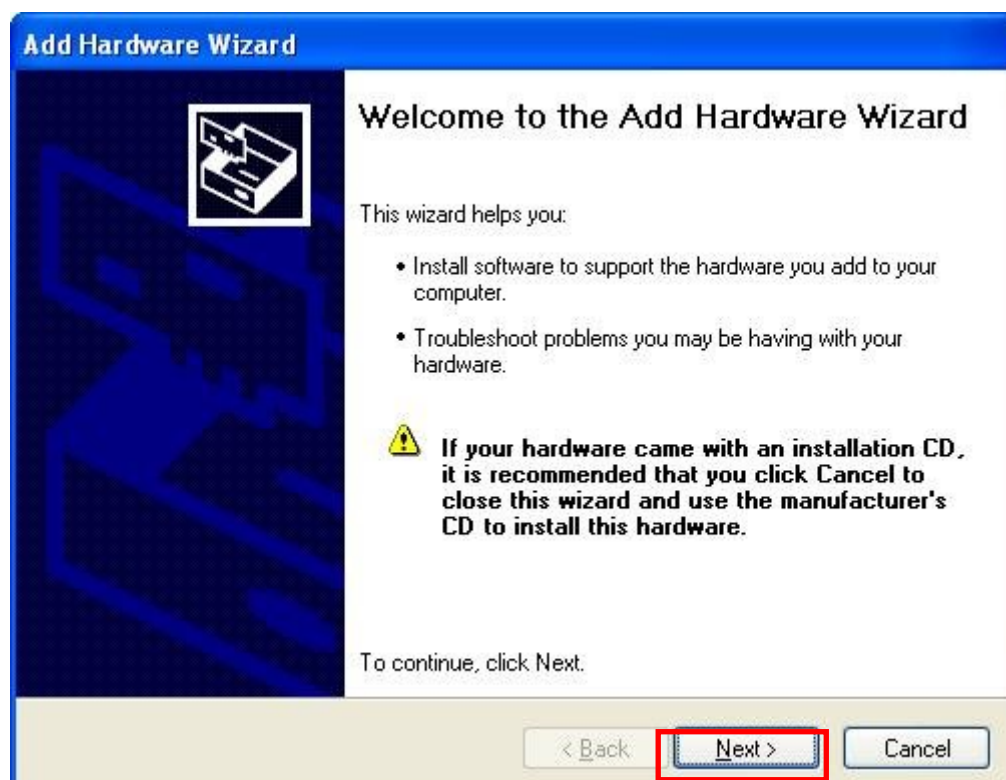 Add Hardware Wizard
Welcome to the Add Hardware Wizard
This wizard helps you:
• Install software to support the hardware you add to your
computer.
• Troubleshoot problems you may be having with your
hardware.
If your hardware came with an installation CD,
it is recommended that you click Cancel to
close this wizard and use the manufacturer's
CD to install this hardware.
To continue, click Next.
< Back Next > Cancel